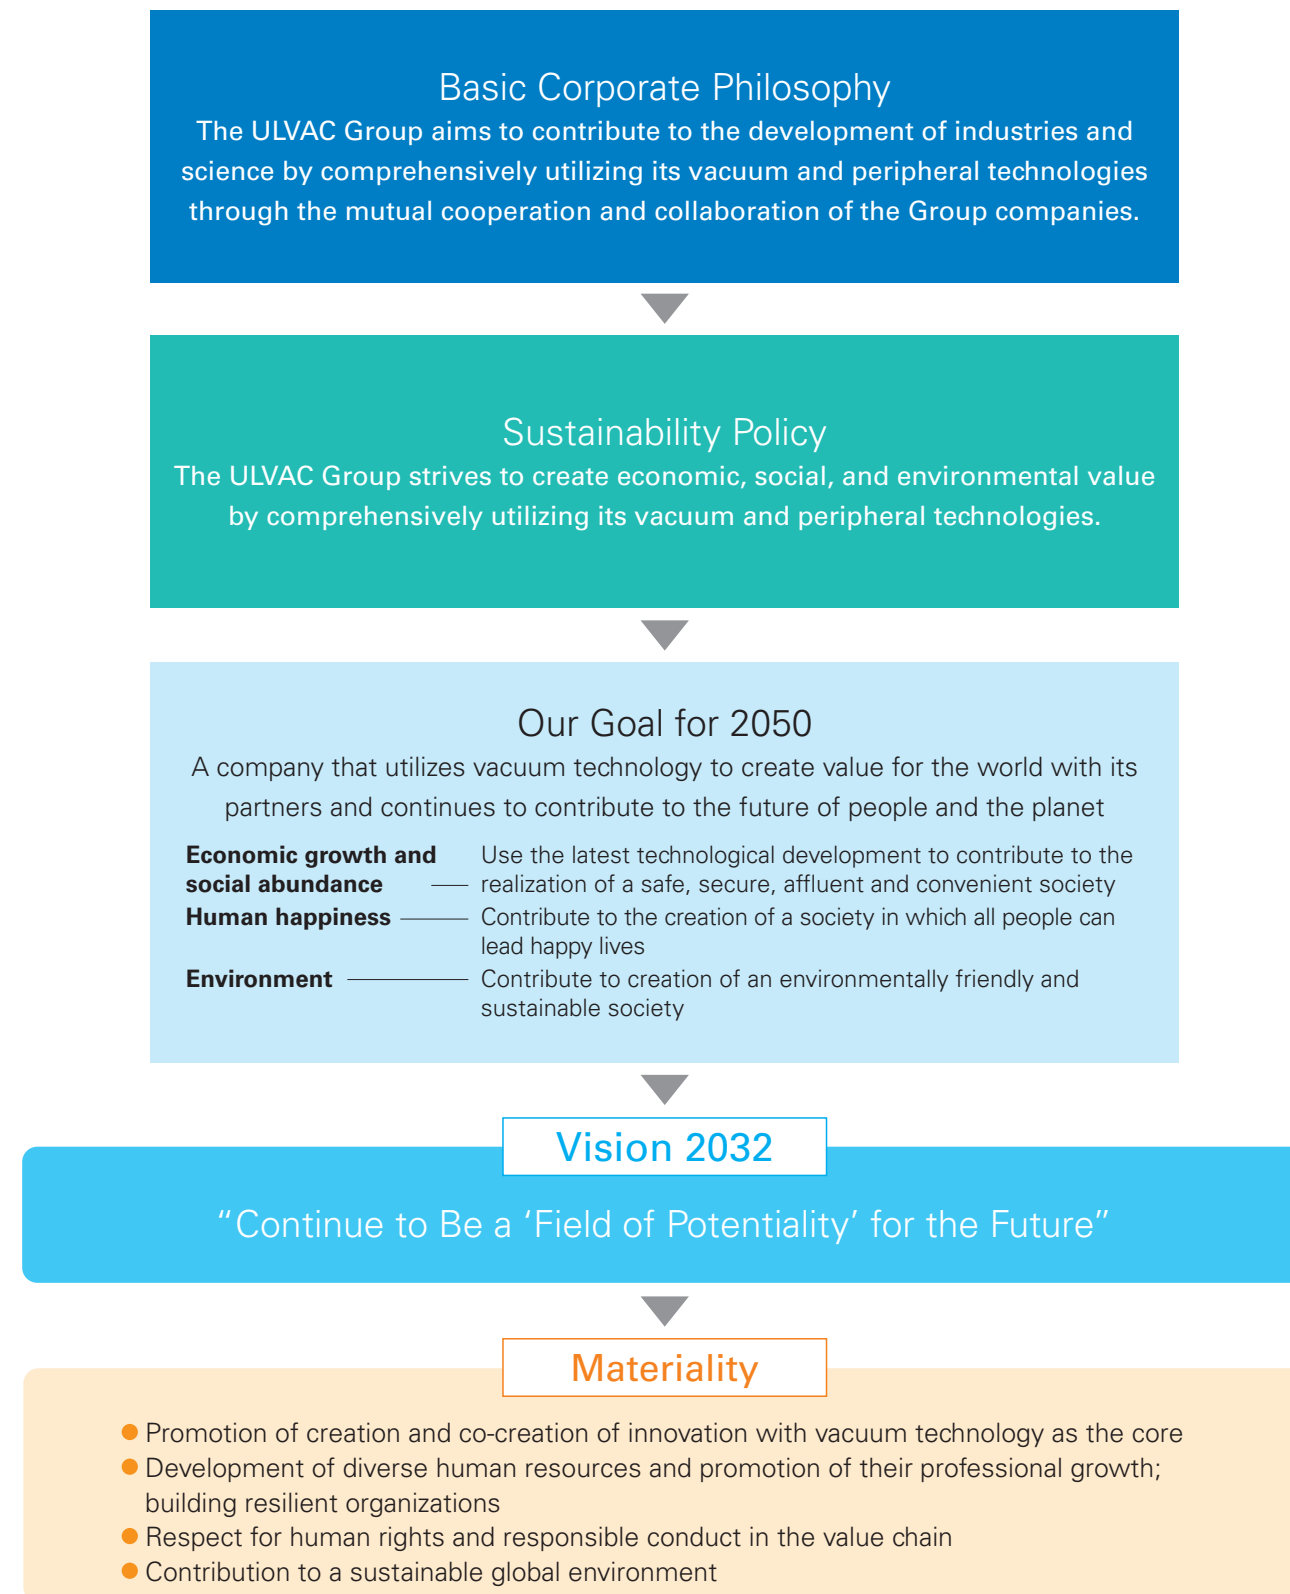 Basic Corporate Philosophy
The ULVAC Group aims to contribute to the development of industries and
science by comprehensively utilizing its vacuum and peripheral technologies
through the mutual cooperation and collaboration of the Group companies.
Sustainability Policy
The ULVAC Group strives to create economic, social, and environmental value
by comprehensively utilizing its vacuum and peripheral technologies.
Our Goal for 2050
A company that utilizes vacuum technology to create value for the world with its
partners and continues to contribute to the future of people and the planet
Economic growth and
social abundance
Use the latest technological development to contribute to the
realization of a safe, secure, affluent and convenient society
Human happiness
Contribute to the creation of a society in which all people can
lead happy lives
Environment
Contribute to creation of an environmentally friendly and
sustainable society
Vision 2032
“Continue to Be a ‘Field of Potentiality’ for the Future”
Materiality
● Promotion of creation and co-creation of innovation with vacuum technology as the core
● Development of diverse human resources and promotion of their professional growth;
building resilient organizations
● Respect for human rights and responsible conduct in the value chain
● Contribution to a sustainable global environment